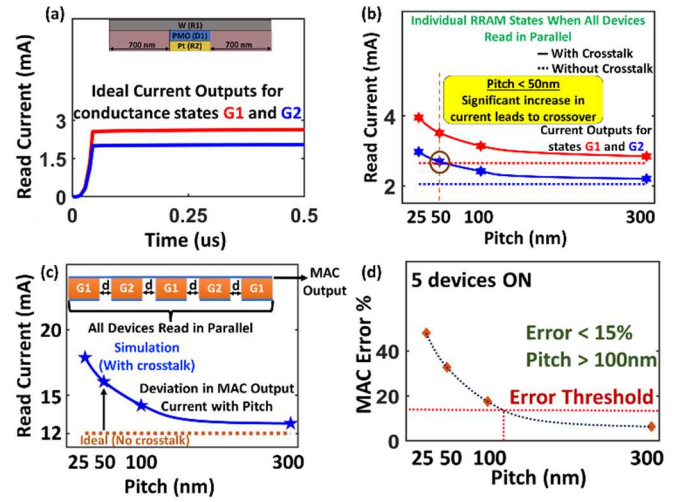 (a)
W (R1)
PMO (D1)
700 nm
700 nm
Pt (R2)
Ideal Current Outputs for
conductance states G1 and G2
Read Current (mA)
3
1.5
0
0
0.25
0.5
Time (us)
(b)
Individual RRAM States When All Devices
Read in Parallel
With Crosstalk
Without Crosstalk
Pitch < 50nm
Significant increase in
current leads to crossover
Current Outputs for
states G1 and G2
Read Current (mA)
4
2
25 50 100 300
Pitch (nm)
(c)
G1 d G2 d G1 d G2 d G1
MAC
Output
All Devices Read in Parallel
Simulation
(With crosstalk)
Deviation in MAC Output
Current with Pitch
Ideal (No crosstalk)
Read Current (mA)
20
15
12
25 50 100 300
Pitch (nm)
(d)
5 devices ON
Error < 15%
Pitch > 100nm
Error Threshold
MAC Error %
40
20
0
25 50 100 300
Pitch (nm)